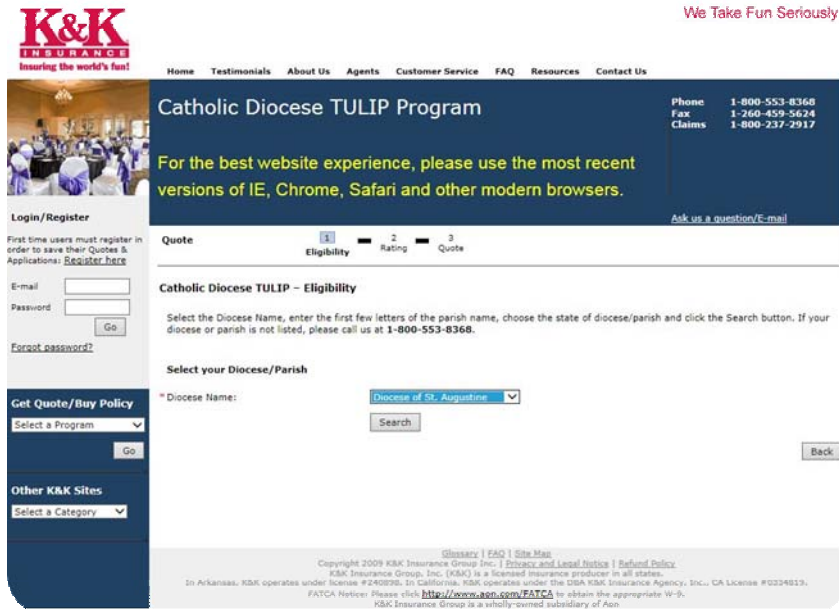 We Take Fun Seriously
K&K
INSURANCE
Insuring the world's fun!
Home Testimonials About Us Agents Customer Service FAQ Resources Contact Us
Catholic Diocese TULIP Program
Phone 1-800-553-8368
Fax 1-260-459-5624
Claims 1-800-237-2917
For the best website experience, please use the most recent
versions of IE, Chrome, Safari and other modern browsers.
Ask us a question/E-mail
Login/Register
First time users must register in
order to save their Quotes &
Applications: Register here
E-mail
Password
Go
Forgot password?
Get Quote/Buy Policy
Select a Program
Go
Other K&K Sites
Select a Category
Quote
1 2 3
Eligibility Rating Quote
Catholic Diocese TULIP – Eligibility
Select the Diocese Name, enter the first few letters of the parish name, choose the state of diocese/parish and click the Search button. If your
diocese or parish is not listed, please call us at 1-800-553-8368.
Select your Diocese/Parish
* Diocese Name: Diocese of St. Augustine
Search
Back
Glossary | FAQ | Site Map
Copyright 2009 K&K Insurance Group Inc. | Privacy and Legal Notice | Refund Policy
K&K Insurance Group, Inc. (K&K) is a licensed insurance producer in all states.
In Arkansas, K&K operates under license #240898. In California, K&K operates under the DBA K&K Insurance Agency, Inc., CA License #0334819.
FATCA Notice: Please click http://www.aon.com/FATCA to obtain the appropriate W-9.
K&K Insurance Group is a wholly-owned subsidiary of Aon